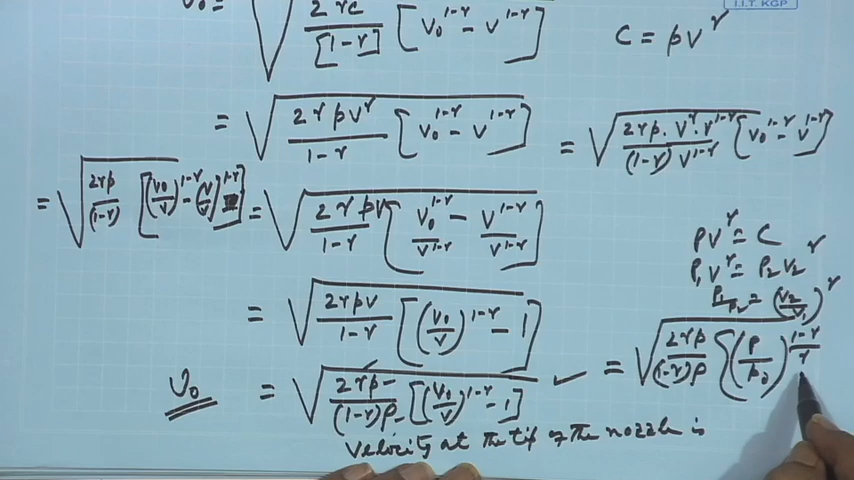 I.I.T. KGP
v₀ = √(2γc/[1-γ] [v₀^(1-γ) - v^(1-γ)])
C = pv^γ
= √(2γpv^γ/(1-γ) [v₀^(1-γ) - v^(1-γ)])
= √(2γp·v^γ·v^(1-γ)/((1-γ)v^(1-γ)) [v₀^(1-γ) - v^(1-γ)])
= √(2γp/(1-γ) [(v₀/v)^(1-γ) - (v/v)^(1-γ)])
= √(2γpv/(1-γ) [v₀^(1-γ)/v^(1-γ) - v^(1-γ)/v^(1-γ)])
pv^γ = C
p₁v^γ = p₂v₂^γ
p₁/p₂ = (v₂/v₁)^γ
= √(2γpv/(1-γ) [(v₀/v)^(1-γ) - 1])
= √(2γp/((1-γ)ρ) {(p/p₀)^((1-γ)/γ)
v₀ = √(2γp/((1-γ)ρ) [(v₀/v)^(1-γ) - 1]) ✓
velocity at the tip of the nozzle is